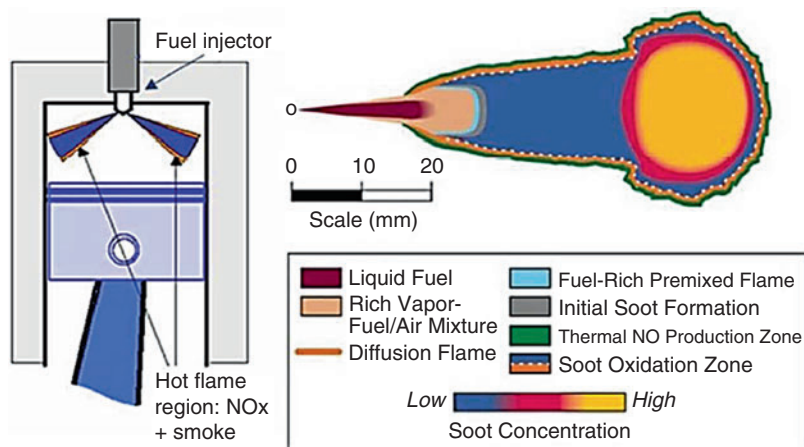 Fuel injector
Hot flame
region: NOx
+ smoke
o
0
10
20
Scale (mm)
Liquid Fuel
Rich Vapor-
Fuel/Air Mixture
Diffusion Flame
Fuel-Rich Premixed Flame
Initial Soot Formation
Thermal NO Production Zone
Soot Oxidation Zone
Low
High
Soot Concentration